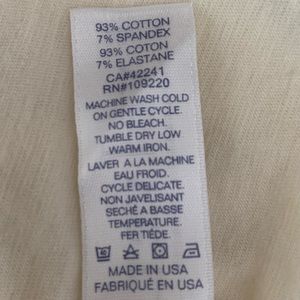 93% COTTON
7% SPANDEX
93% COTON
7% ELASTANE
CA#42241
RN#109220
MACHINE WASH COLD
ON GENTLE CYCLE.
NO BLEACH.
TUMBLE DRY LOW
WARM IRON.
LAVER A LA MACHINE
EAU FROID.
CYCLE DELICATE.
NON JAVELISANT
SECHÉ A BASSE
TEMPERATURE.
FER TIÈDE.
MADE IN USA
FABRIQUÉ IN USA